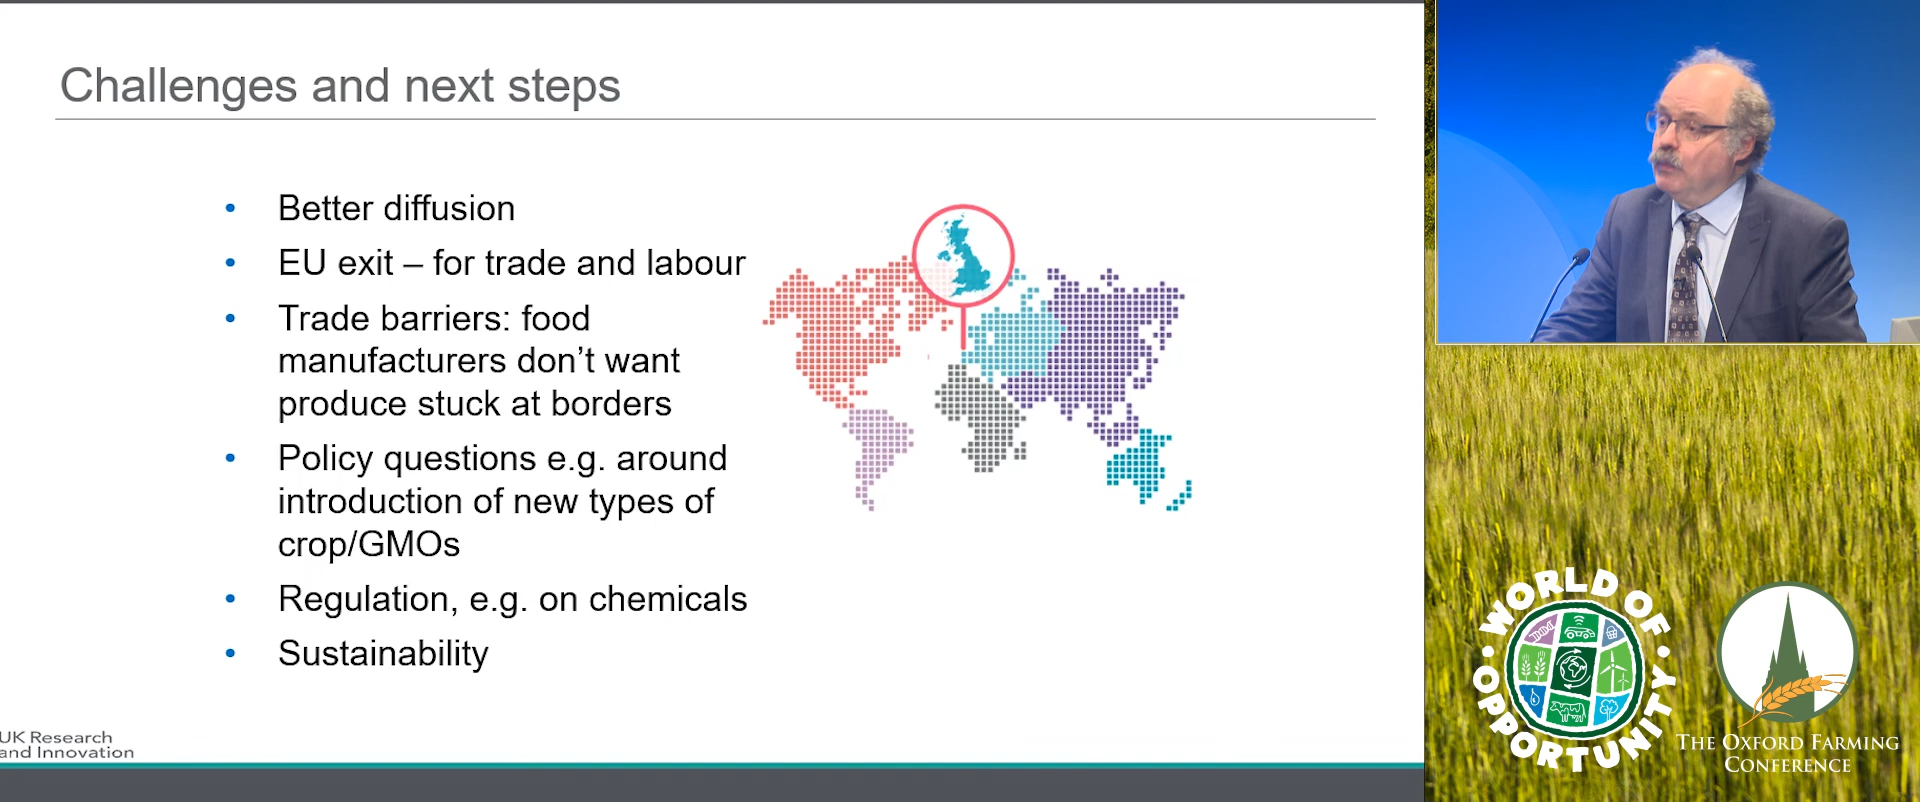 Challenges and next steps
• Better diffusion
• EU exit – for trade and labour
• Trade barriers: food
manufacturers don’t want
produce stuck at borders
• Policy questions e.g. around
introduction of new types of
crop/GMOs
• Regulation, e.g. on chemicals
• Sustainability
UK Research
and Innovation
WORLD OF
OPPORTUNITY
THE OXFORD FARMING
CONFERENCE